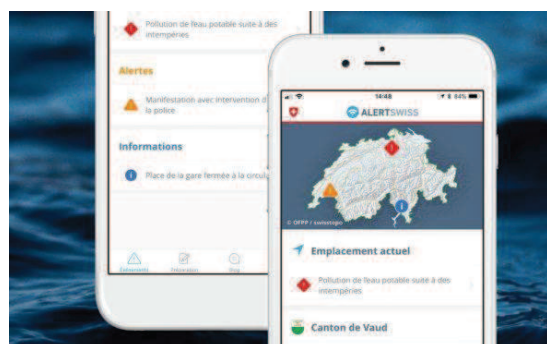 Pollution de l'eau potable suite à des
intempéries
Alertes
Manifestation avec intervention d
la police
Informations
Place de la gare fermée à la circula
Événements
Blog
14:48
84%
ALERTSWISS
© OFPP / swisstopo
Emplacement actuel
Pollution de l'eau potable suite à des
intempéries
Canton de Vaud